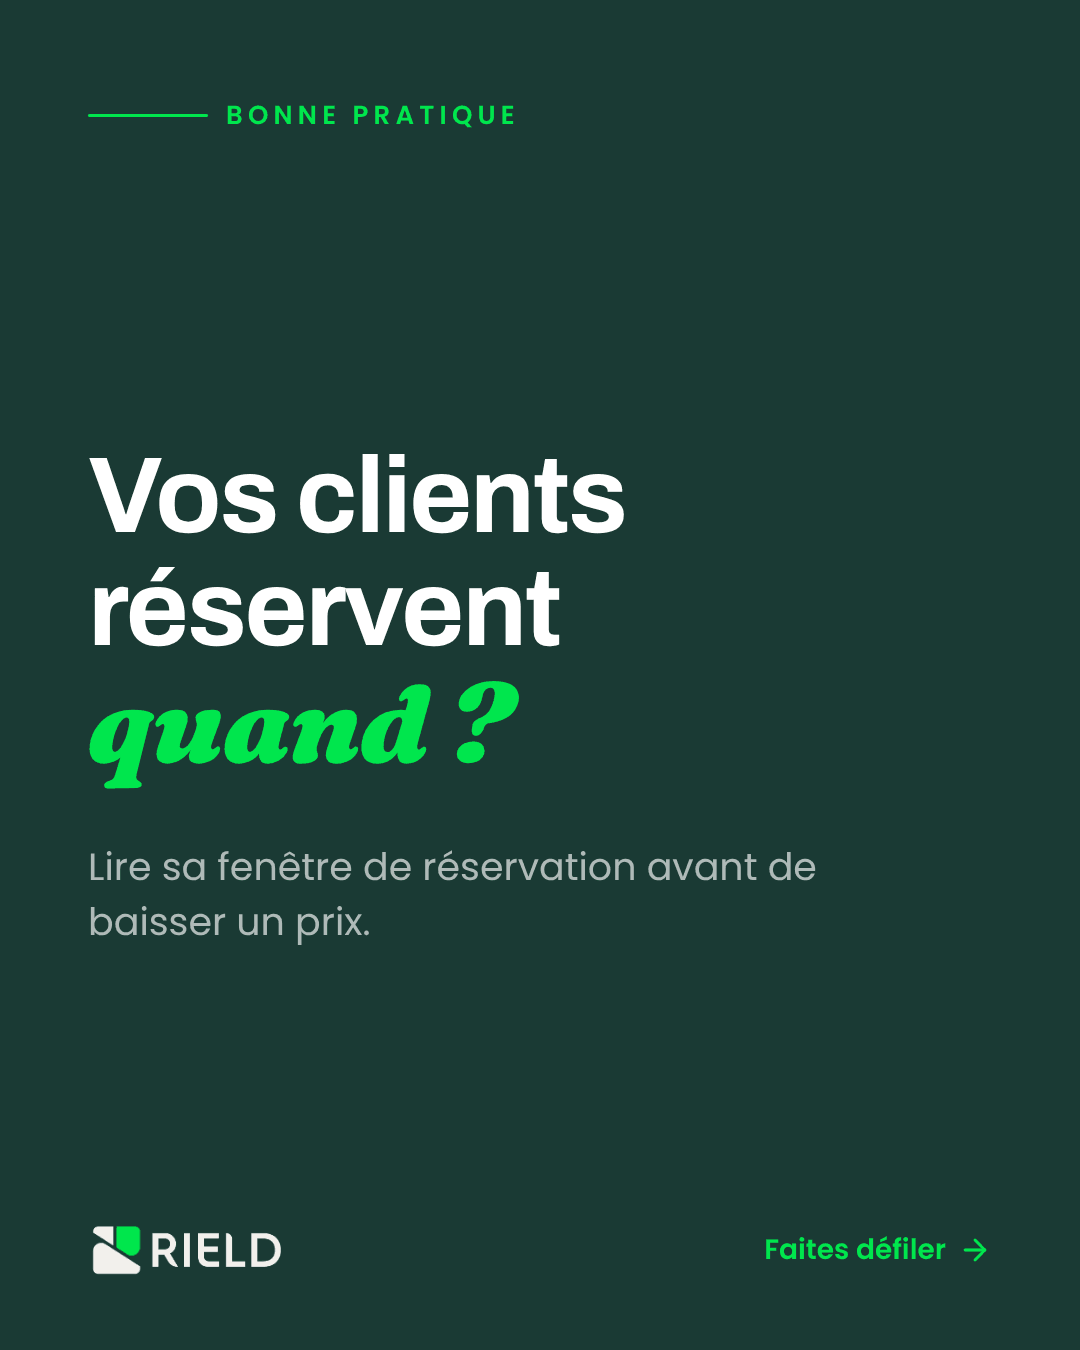 BONNE PRATIQUE
Vos clients
réservent
quand ?
Lire sa fenêtre de réservation avant de
baisser un prix.
RIELD
Faites défiler →